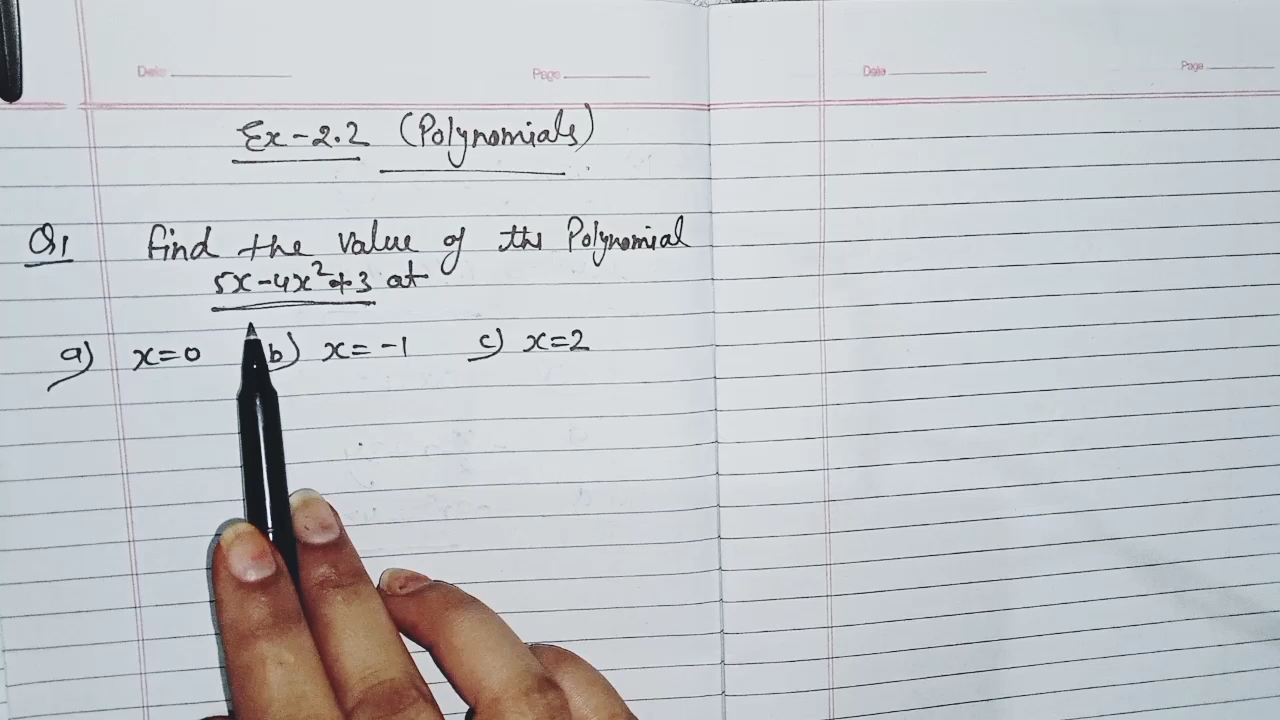 Date Page
Date Page
Ex-2.2 (Polynomials)
Q1 find the value of the Polynomial
5x-4x²+3 at
a) x=0 b) x=-1 c) x=2